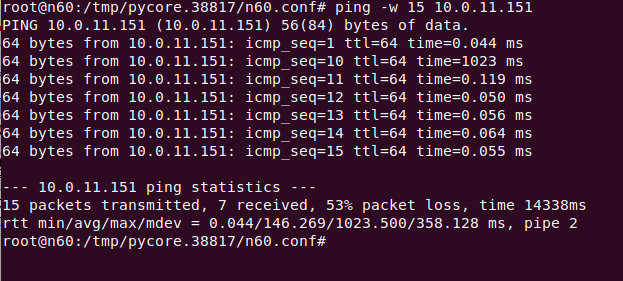 root@n60:/tmp/pycore.38817/n60.conf# ping -w 15 10.0.11.151
PING 10.0.11.151 (10.0.11.151) 56(84) bytes of data.
64 bytes from 10.0.11.151: icmp_seq=1 ttl=64 time=0.044 ms
64 bytes from 10.0.11.151: icmp_seq=10 ttl=64 time=1023 ms
64 bytes from 10.0.11.151: icmp_seq=11 ttl=64 time=0.119 ms
64 bytes from 10.0.11.151: icmp_seq=12 ttl=64 time=0.050 ms
64 bytes from 10.0.11.151: icmp_seq=13 ttl=64 time=0.056 ms
64 bytes from 10.0.11.151: icmp_seq=14 ttl=64 time=0.064 ms
64 bytes from 10.0.11.151: icmp_seq=15 ttl=64 time=0.055 ms
--- 10.0.11.151 ping statistics ---
15 packets transmitted, 7 received, 53% packet loss, time 14338ms
rtt min/avg/max/mdev = 0.044/146.269/1023.500/358.128 ms, pipe 2
root@n60:/tmp/pycore.38817/n60.conf#